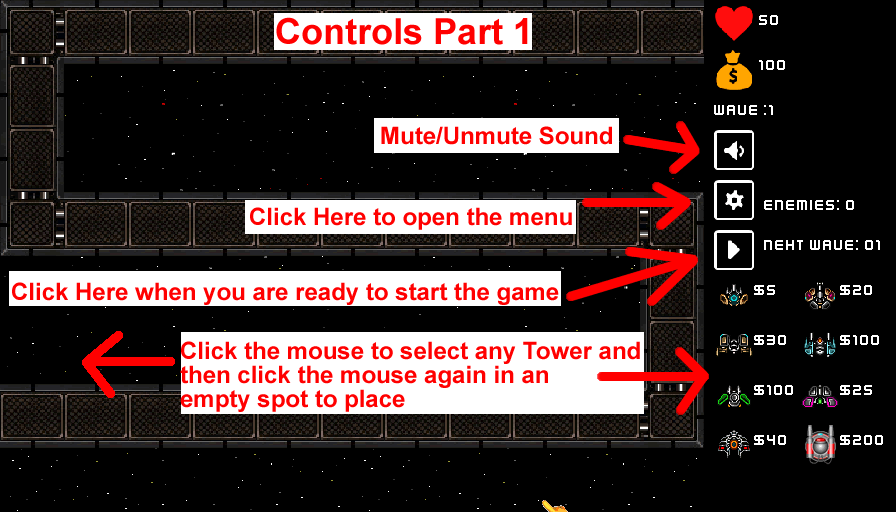 Controls Part 1
50
100
WAVE :1
Mute/Unmute Sound
Click Here to open the menu
ENEMIES: 0
NEXT WAVE: 01
Click Here when you are ready to start the game
$5
$20
Click the mouse to select any Tower and
then click the mouse again in an
empty spot to place
$30
$100
$100
$25
$40
$200